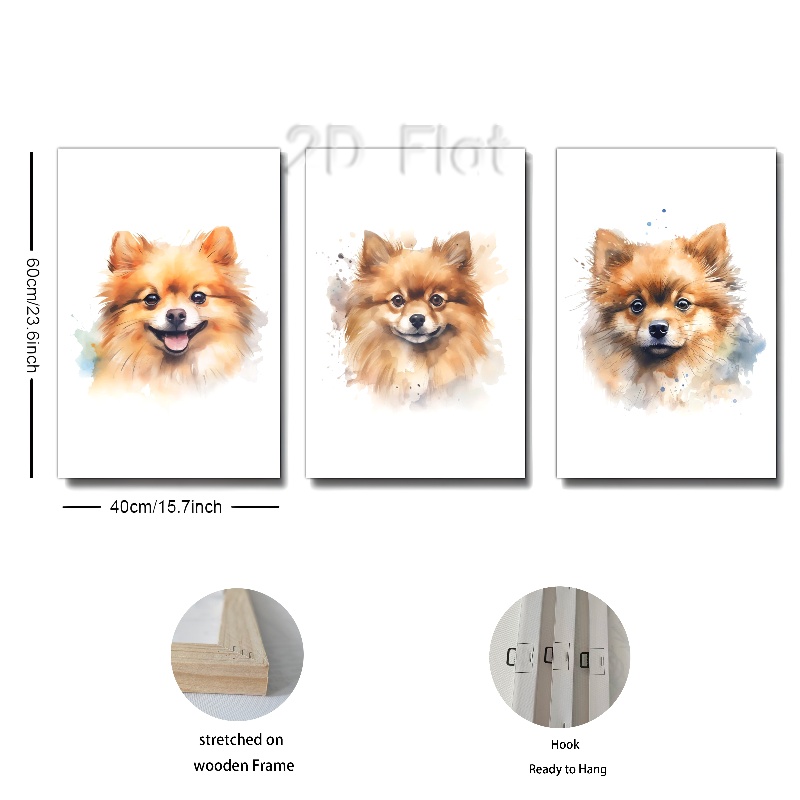 2D Flat
60cm/23.6inch
40cm/15.7inch
stretched on
wooden Frame
Hook
Ready to Hang